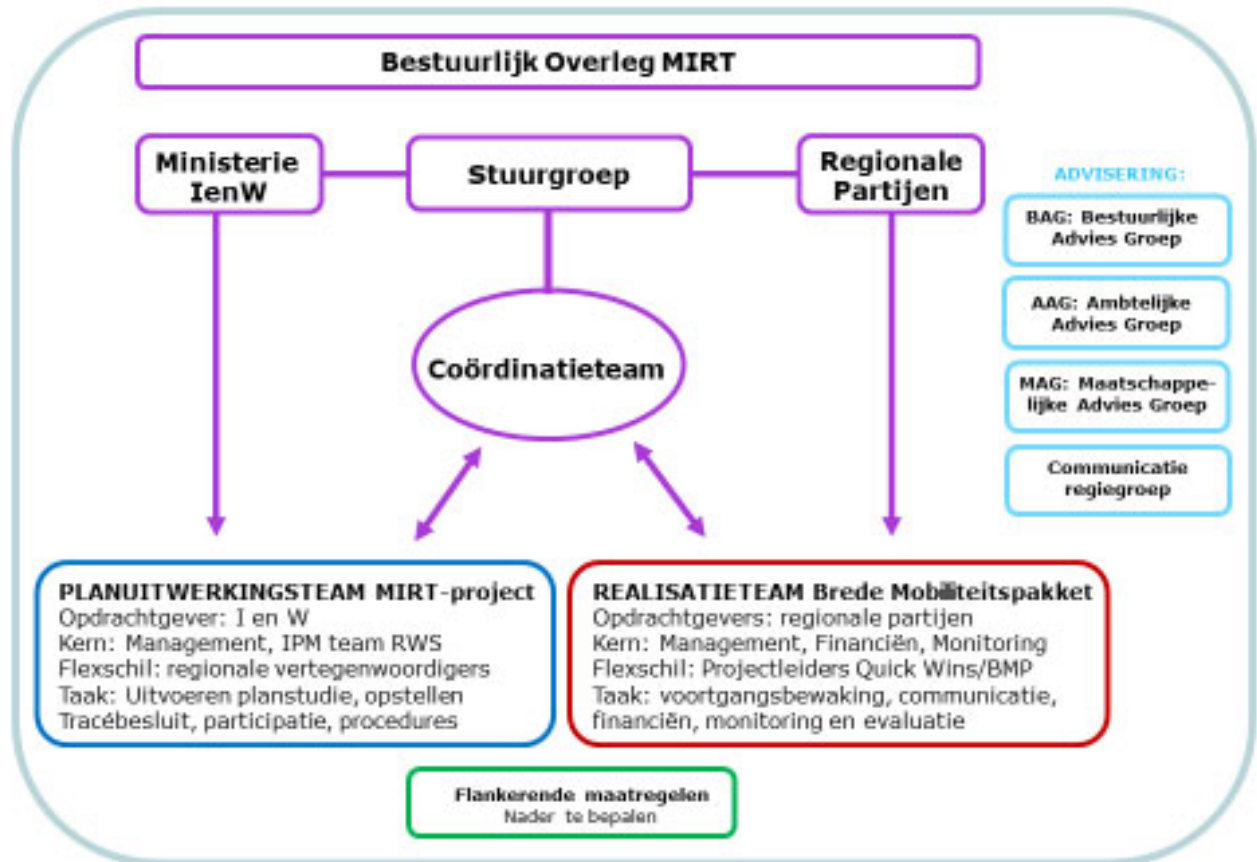 Bestuurlijk Overleg MIRT
Ministerie
IenW
Stuurgroep
Regionale
Partijen
Coördinatieteam
ADVISERING:
BAG: Bestuurlijke
Advies Groep
AAG: Ambtelijke
Advies Groep
MAG: Maatschappe-
lijke Advies Groep
Communicatie
regiegroep
PLANUITWERKINGSTEAM MIRT-project
Opdrachtgever: I en W
Kern: Management, IPM team RWS
Flexschil: regionale vertegenwoordigers
Taak: Uitvoeren planstudie, opstellen
Tracébesluit, participatie, procedures
REALISATIETEAM Brede Mobiliteitspakket
Opdrachtgevers: regionale partijen
Kern: Management, Financiën, Monitoring
Flexschil: Projectleiders Quick Wins/BMP
Taak: voortgangsbewaking, communicatie,
financiën, monitoring en evaluatie
Flankerende maatregelen
Nader te bepalen